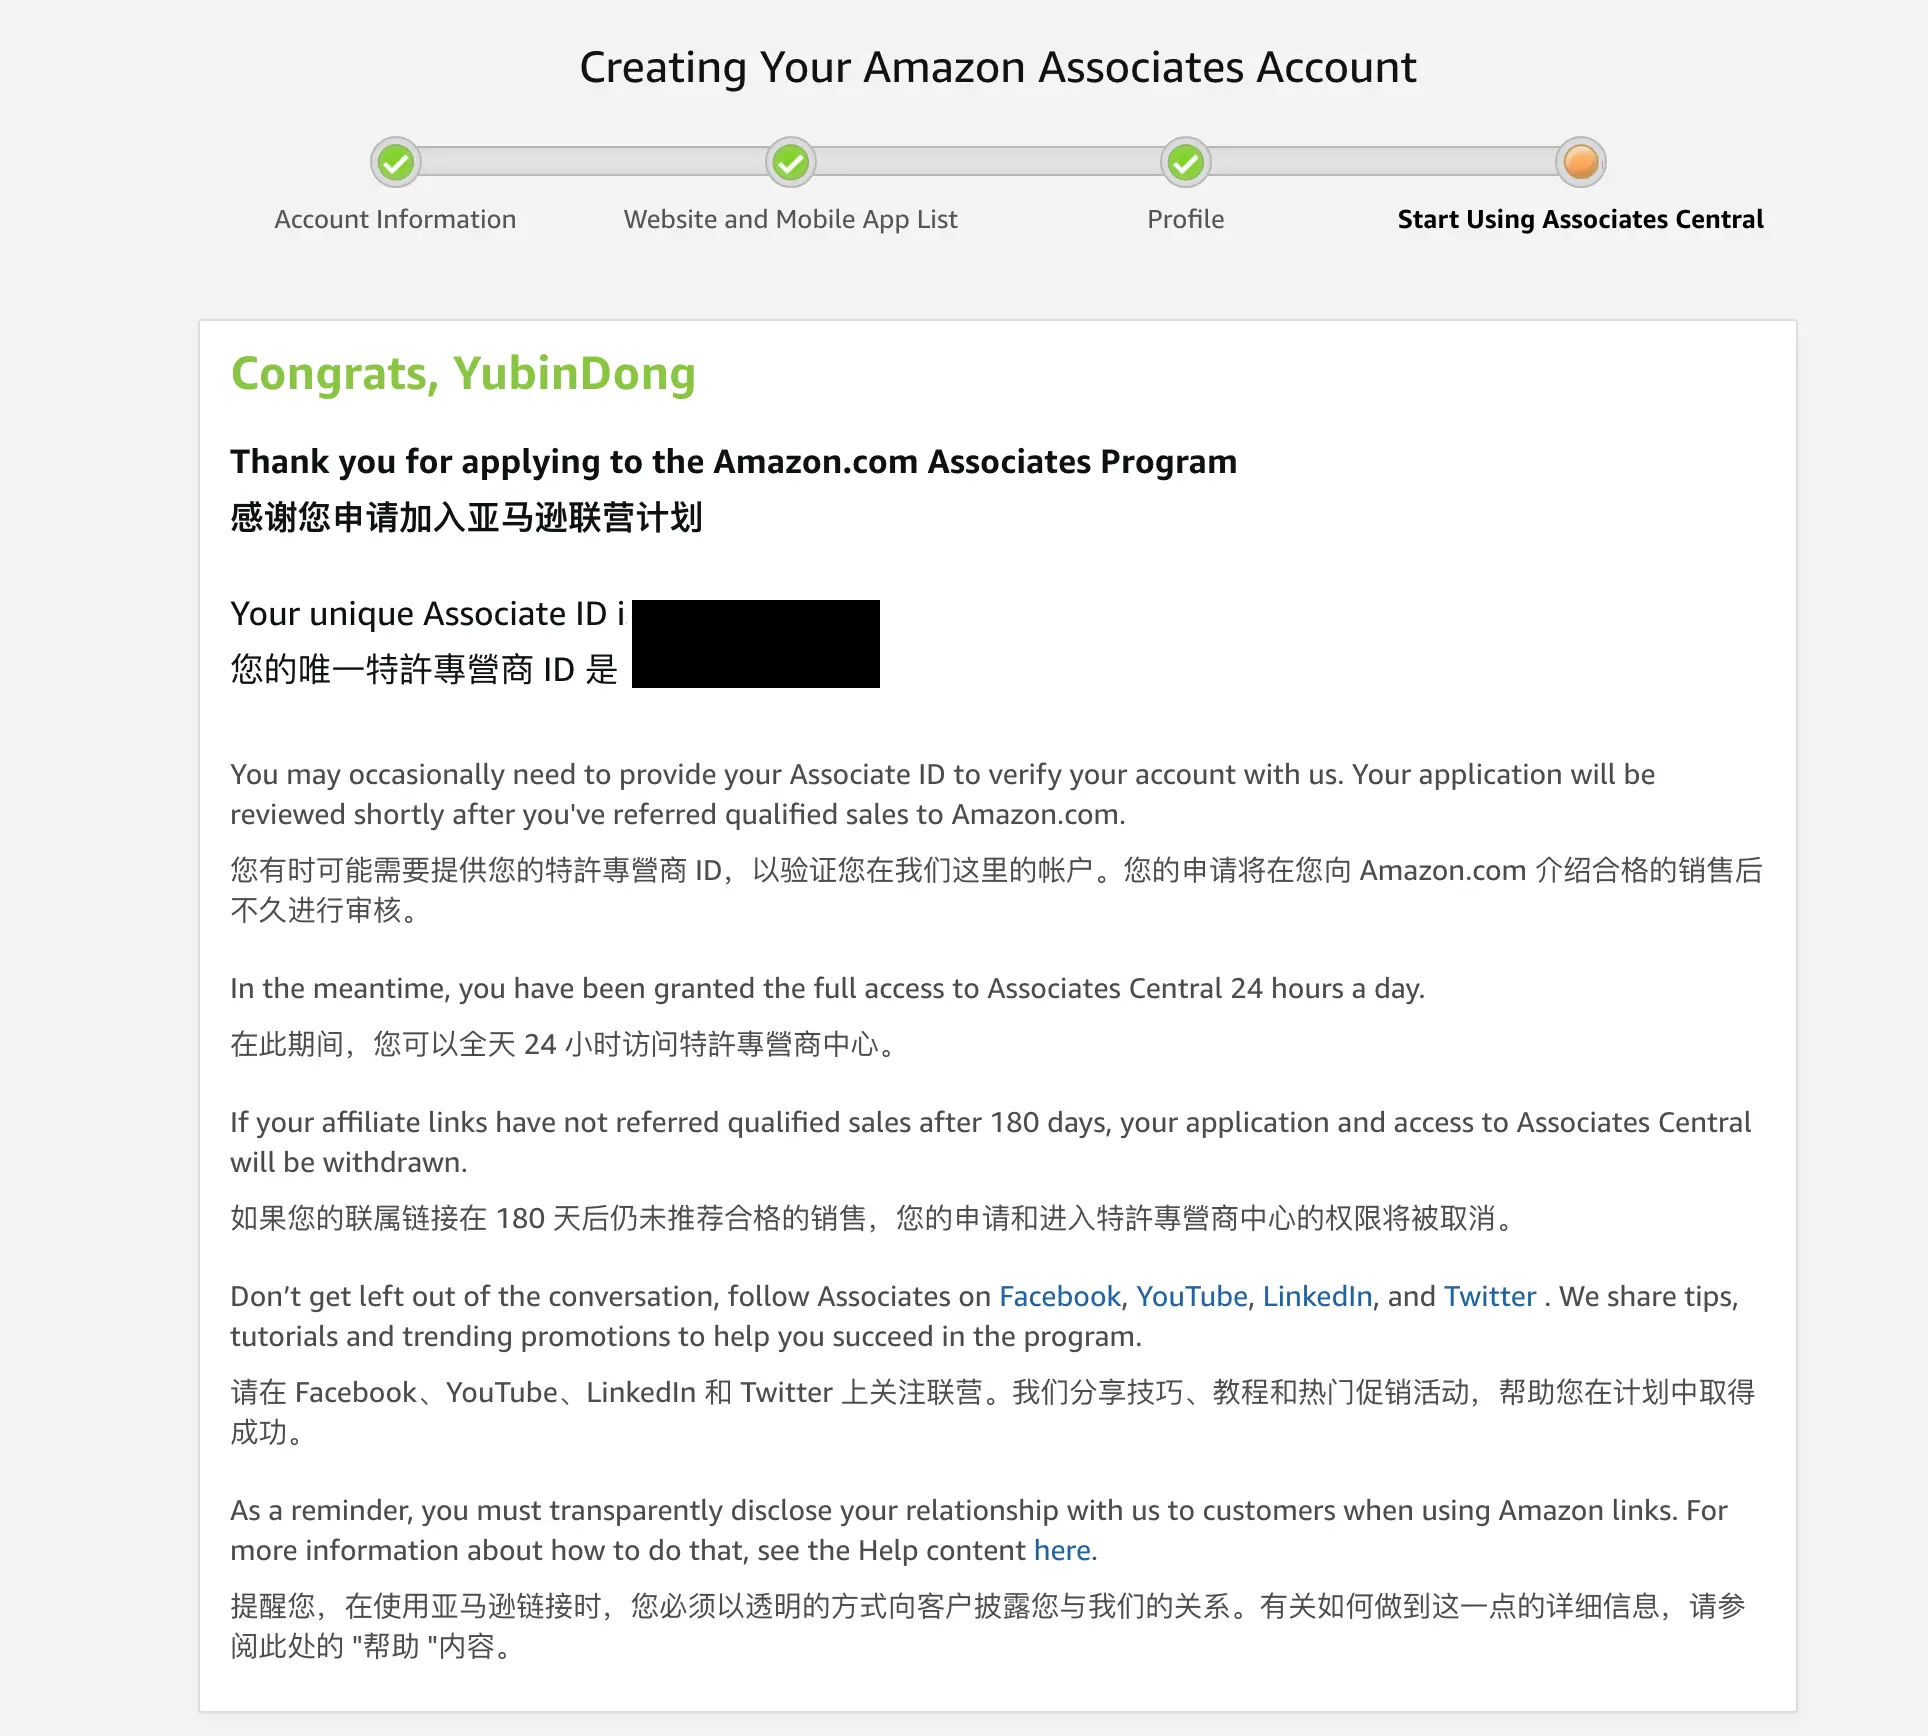 Creating Your Amazon Associates Account
Account Information
Website and Mobile App List
Profile
Start Using Associates Central
Congrats, YubinDong
Thank you for applying to the Amazon.com Associates Program
感谢您申请加入亚马逊联营计划
Your unique Associate ID i
您的唯一特許專營商 ID 是
You may occasionally need to provide your Associate ID to verify your account with us. Your application will be
reviewed shortly after you've referred qualified sales to Amazon.com.
您有时可能需要提供您的特許專營商 ID，以验证您在我们这里的帐户。您的申请将在您向 Amazon.com 介绍合格的销售后
不久进行审核。
In the meantime, you have been granted the full access to Associates Central 24 hours a day.
在此期间，您可以全天 24 小时访问特許專營商中心。
If your affiliate links have not referred qualified sales after 180 days, your application and access to Associates Central
will be withdrawn.
如果您的联属链接在 180 天后仍未推荐合格的销售，您的申请和进入特許專營商中心的权限将被取消。
Don’t get left out of the conversation, follow Associates on Facebook, YouTube, LinkedIn, and Twitter . We share tips,
tutorials and trending promotions to help you succeed in the program.
请在 Facebook、YouTube、LinkedIn 和 Twitter 上关注联营。我们分享技巧、教程和热门促销活动，帮助您在计划中取得
成功。
As a reminder, you must transparently disclose your relationship with us to customers when using Amazon links. For
more information about how to do that, see the Help content here.
提醒您，在使用亚马逊链接时，您必须以透明的方式向客户披露您与我们的关系。有关如何做到这一点的详细信息，请参
阅此处的 "帮助 "内容。